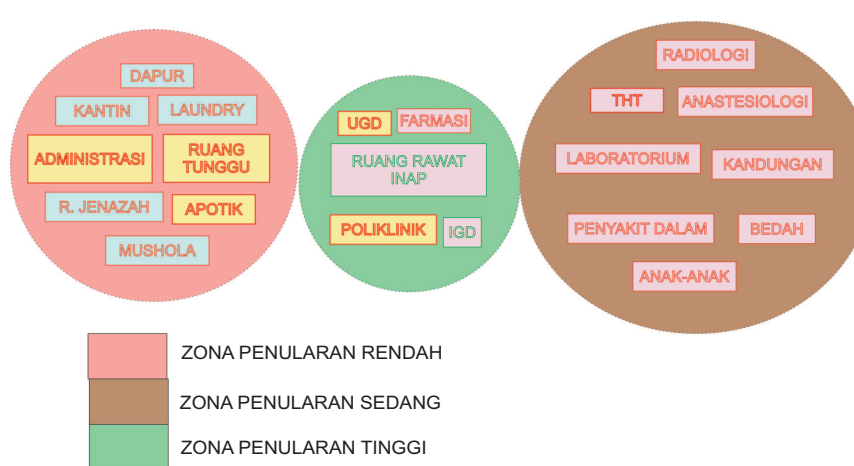 DAPUR
KANTIN
LAUNDRY
ADMINISTRASI
RUANG
TUNGGU
R. JENAZAH
APOTIK
MUSHOLA
UGD
FARMASI
RUANG RAWAT
INAP
POLIKLINIK
IGD
RADIOLOGI
THT
ANASTESIOLOGI
LABORATORIUM
KANDUNGAN
PENYAKIT DALAM
BEDAH
ANAK-ANAK
ZONA PENULARAN RENDAH
ZONA PENULARAN SEDANG
ZONA PENULARAN TINGGI